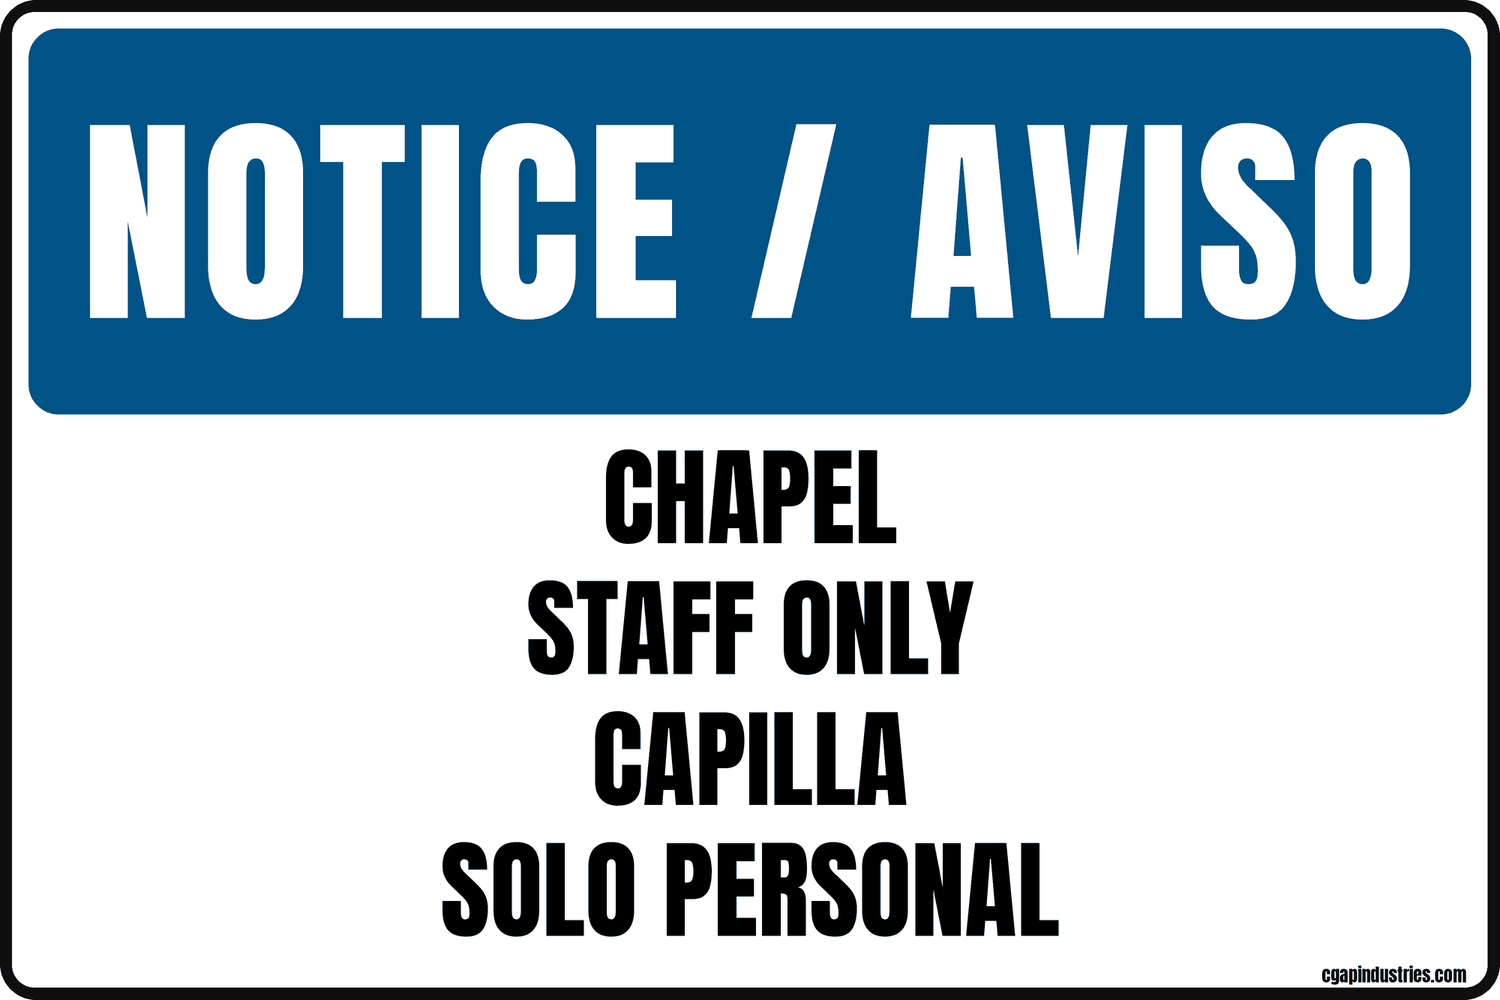 NOTICE / AVISO
CHAPEL
STAFF ONLY
CAPILLA
SOLO PERSONAL
cgapindustries.com